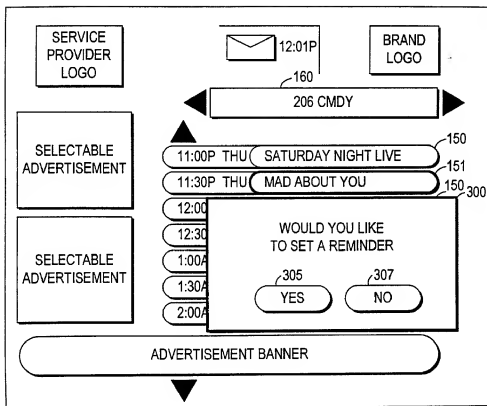 SERVICE
PROVIDER
LOGO
12:01P
BRAND
LOGO
160
206 CMDY
SELECTABLE
ADVERTISEMENT
150
11:00P THU SATURDAY NIGHT LIVE
151
11:30P THU MAD ABOUT YOU
150
300
12:00
12:30
1:00A
1:30A
2:00A
WOULD YOU LIKE
TO SET A REMINDER
305
307
YES
NO
SELECTABLE
ADVERTISEMENT
ADVERTISEMENT BANNER